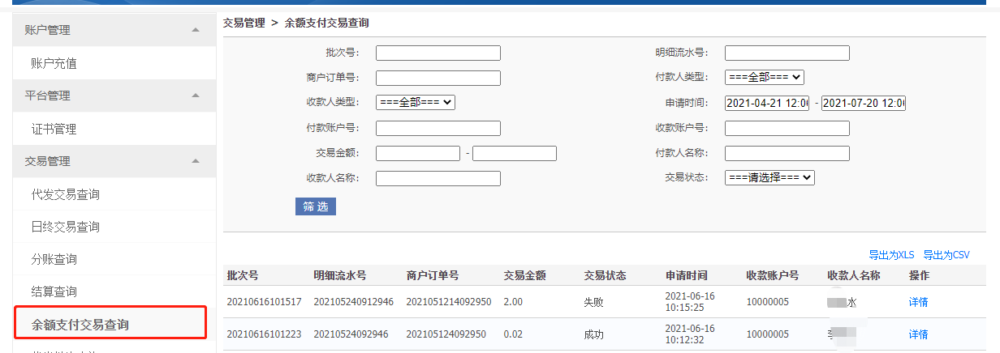 账户管理
账户充值
平台管理
证书管理
交易管理
代发交易查询
日终交易查询
分账查询
结算查询
余额支付交易查询
交易管理 > 余额支付交易查询
批次号： 明细流水号：
商户订单号： 付款人类型： ===全部===
收款人类型： ===全部=== 申请时间： 2021-04-21 12:00 - 2021-07-20 12:00
付款账户号： 收款账户号：
交易金额： - 付款人名称：
收款人名称： 交易状态： ===请选择===
筛 选
导出为XLS 导出为CSV
批次号 明细流水号 商户订单号 交易金额 交易状态 申请时间 收款账户号 收款人名称 操作
20210616101517 202105240912946 2021051214092950 2.00 失败 2021-06-16 10000005 水 详情
10:15:25
20210616101223 20210524092946 202105124092950 0.02 成功 2021-06-16 10000005 李 详情
10:12:32